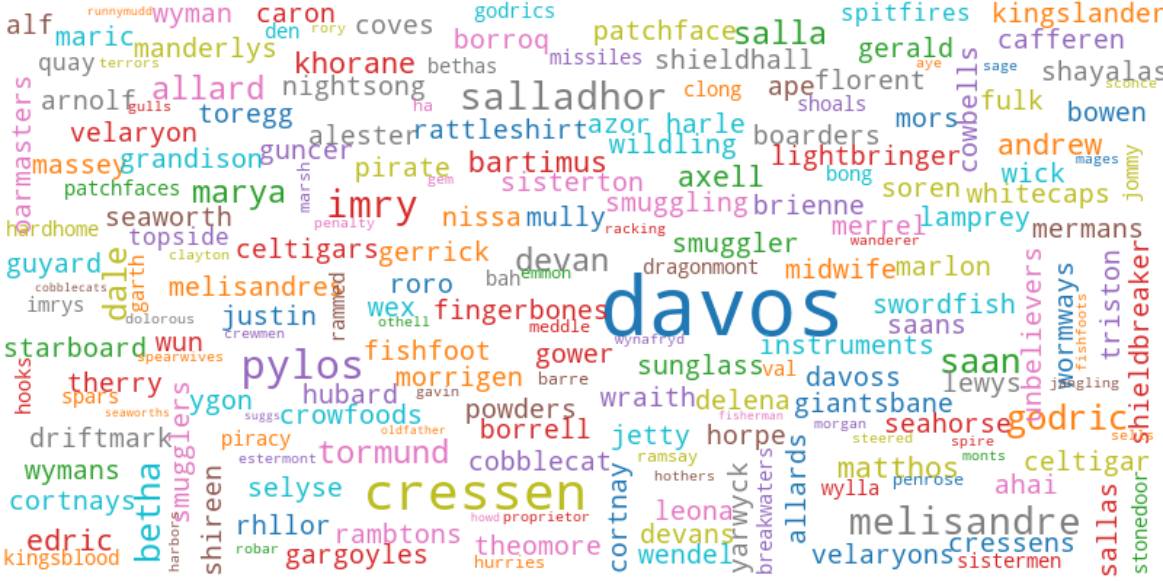 runnymudd wyman caron godrics spitfires kingslander
alf maric den rory coves borroq patchface salla gerald cafferen
manderlys quay terrors khorane bethas missiles shieldhall aye sage shayalas
oarmasters arnolf gulls allard nightsong ha salladhor clong ape florent cowbells sconce
toregg shoals fulk mors bowen
velaryon alester rattleshirt azor harle boarders
massey grandison guncer wildling lightbringer andrew mages jommy
pirate gem bartimus axell bong wick
patchfaces marya marsh sisterton soren whitecaps
hardhome seaworth imry nissa mully smuggling brienne merrel lamprey mermans
penalty racking wanderer
topside celtigars gerrick smuggler
guyard dale garth clayton devan dragonmont midwife marlon unbelievers wormways triston shieldbreaker
cobblecats melisandres rammed roro bah emmon
imrys dolorous justin wex fingerbones davos swordfish fishfoots
crewmen othell meddle wynafryd saans
starboard wun spearwives pylos fishfoot gower instruments
hooks therry morrigen sunglass val saan jangling
spars smugglers ygon hubard gavin barre wraith davoss lewys
seaworths suggs crowfoods powders delena giantsbane godric
driftmark piracy oldfather borrell fisherman morgan seahorse selys
estermont tormund jetty horpe steered spire
wymans betha cobblecat ramsay allards matthos monts celtigar
cortnays harbors shireen selyse cortnay hothers yarwyck breakwaters wylla penrose ahai
cressen leona melisandre sallas stonedoor
edric rhllor rambtons howd proprietor devans
kingsblood robar gargoyles theomore hurries wendel velaryons cressens sistermen